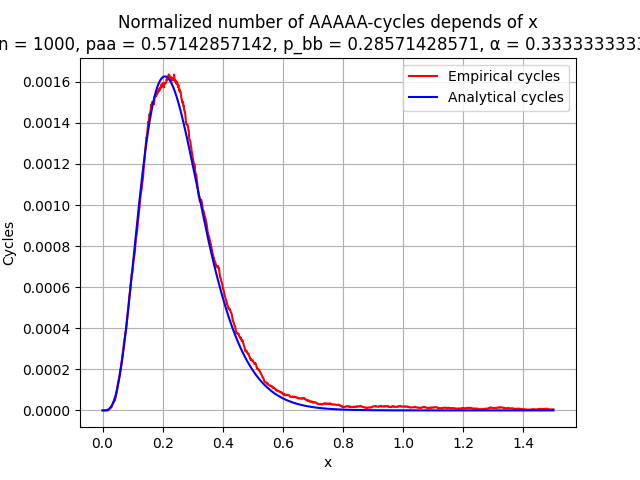 Normalized number of AAAAA-cycles depends of x
n = 1000, paa = 0.57142857142, p_bb = 0.28571428571, α = 0.3333333333
Empirical cycles
Analytical cycles
Cycles
0.0016
0.0014
0.0012
0.0010
0.0008
0.0006
0.0004
0.0002
0.0000
0.0 0.2 0.4 0.6 0.8 1.0 1.2 1.4
x